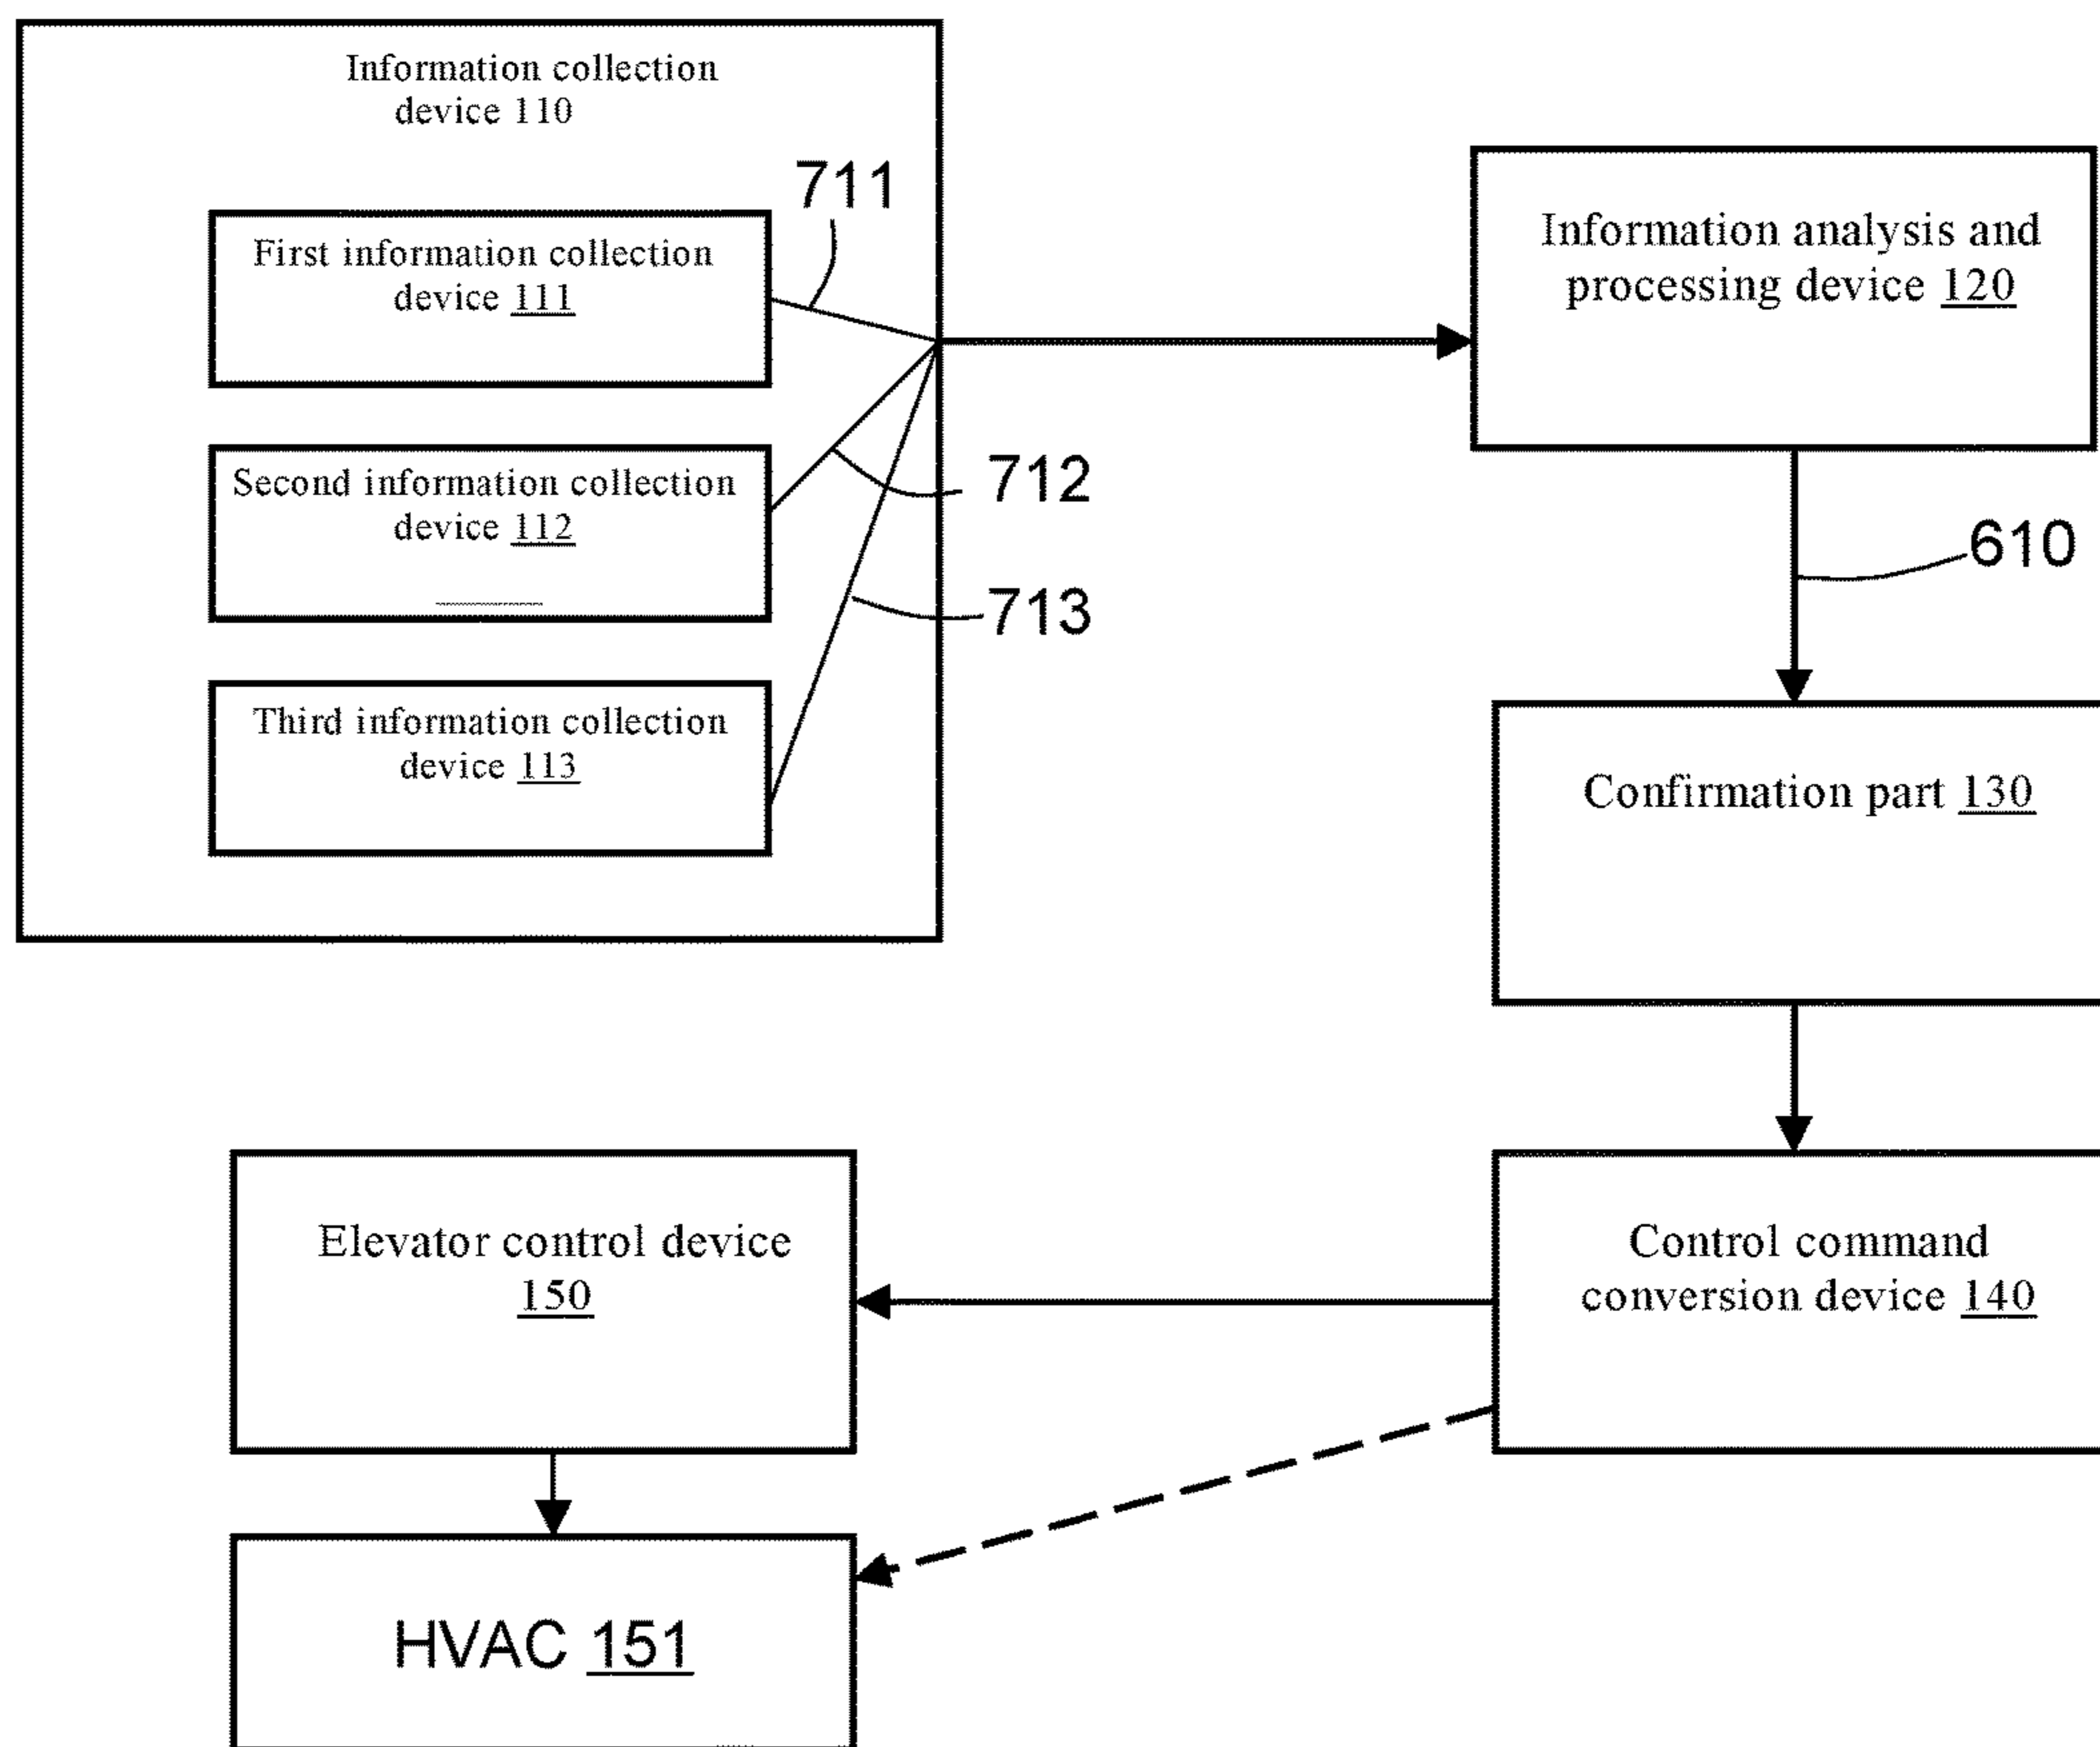 Information collection
device 110
711
First information collection
device 111
Second information collection
device 112
712
713
Third information collection
device 113
Information analysis and
processing device 120
610
Confirmation part 130
Elevator control device
150
Control command
conversion device 140
HVAC 151